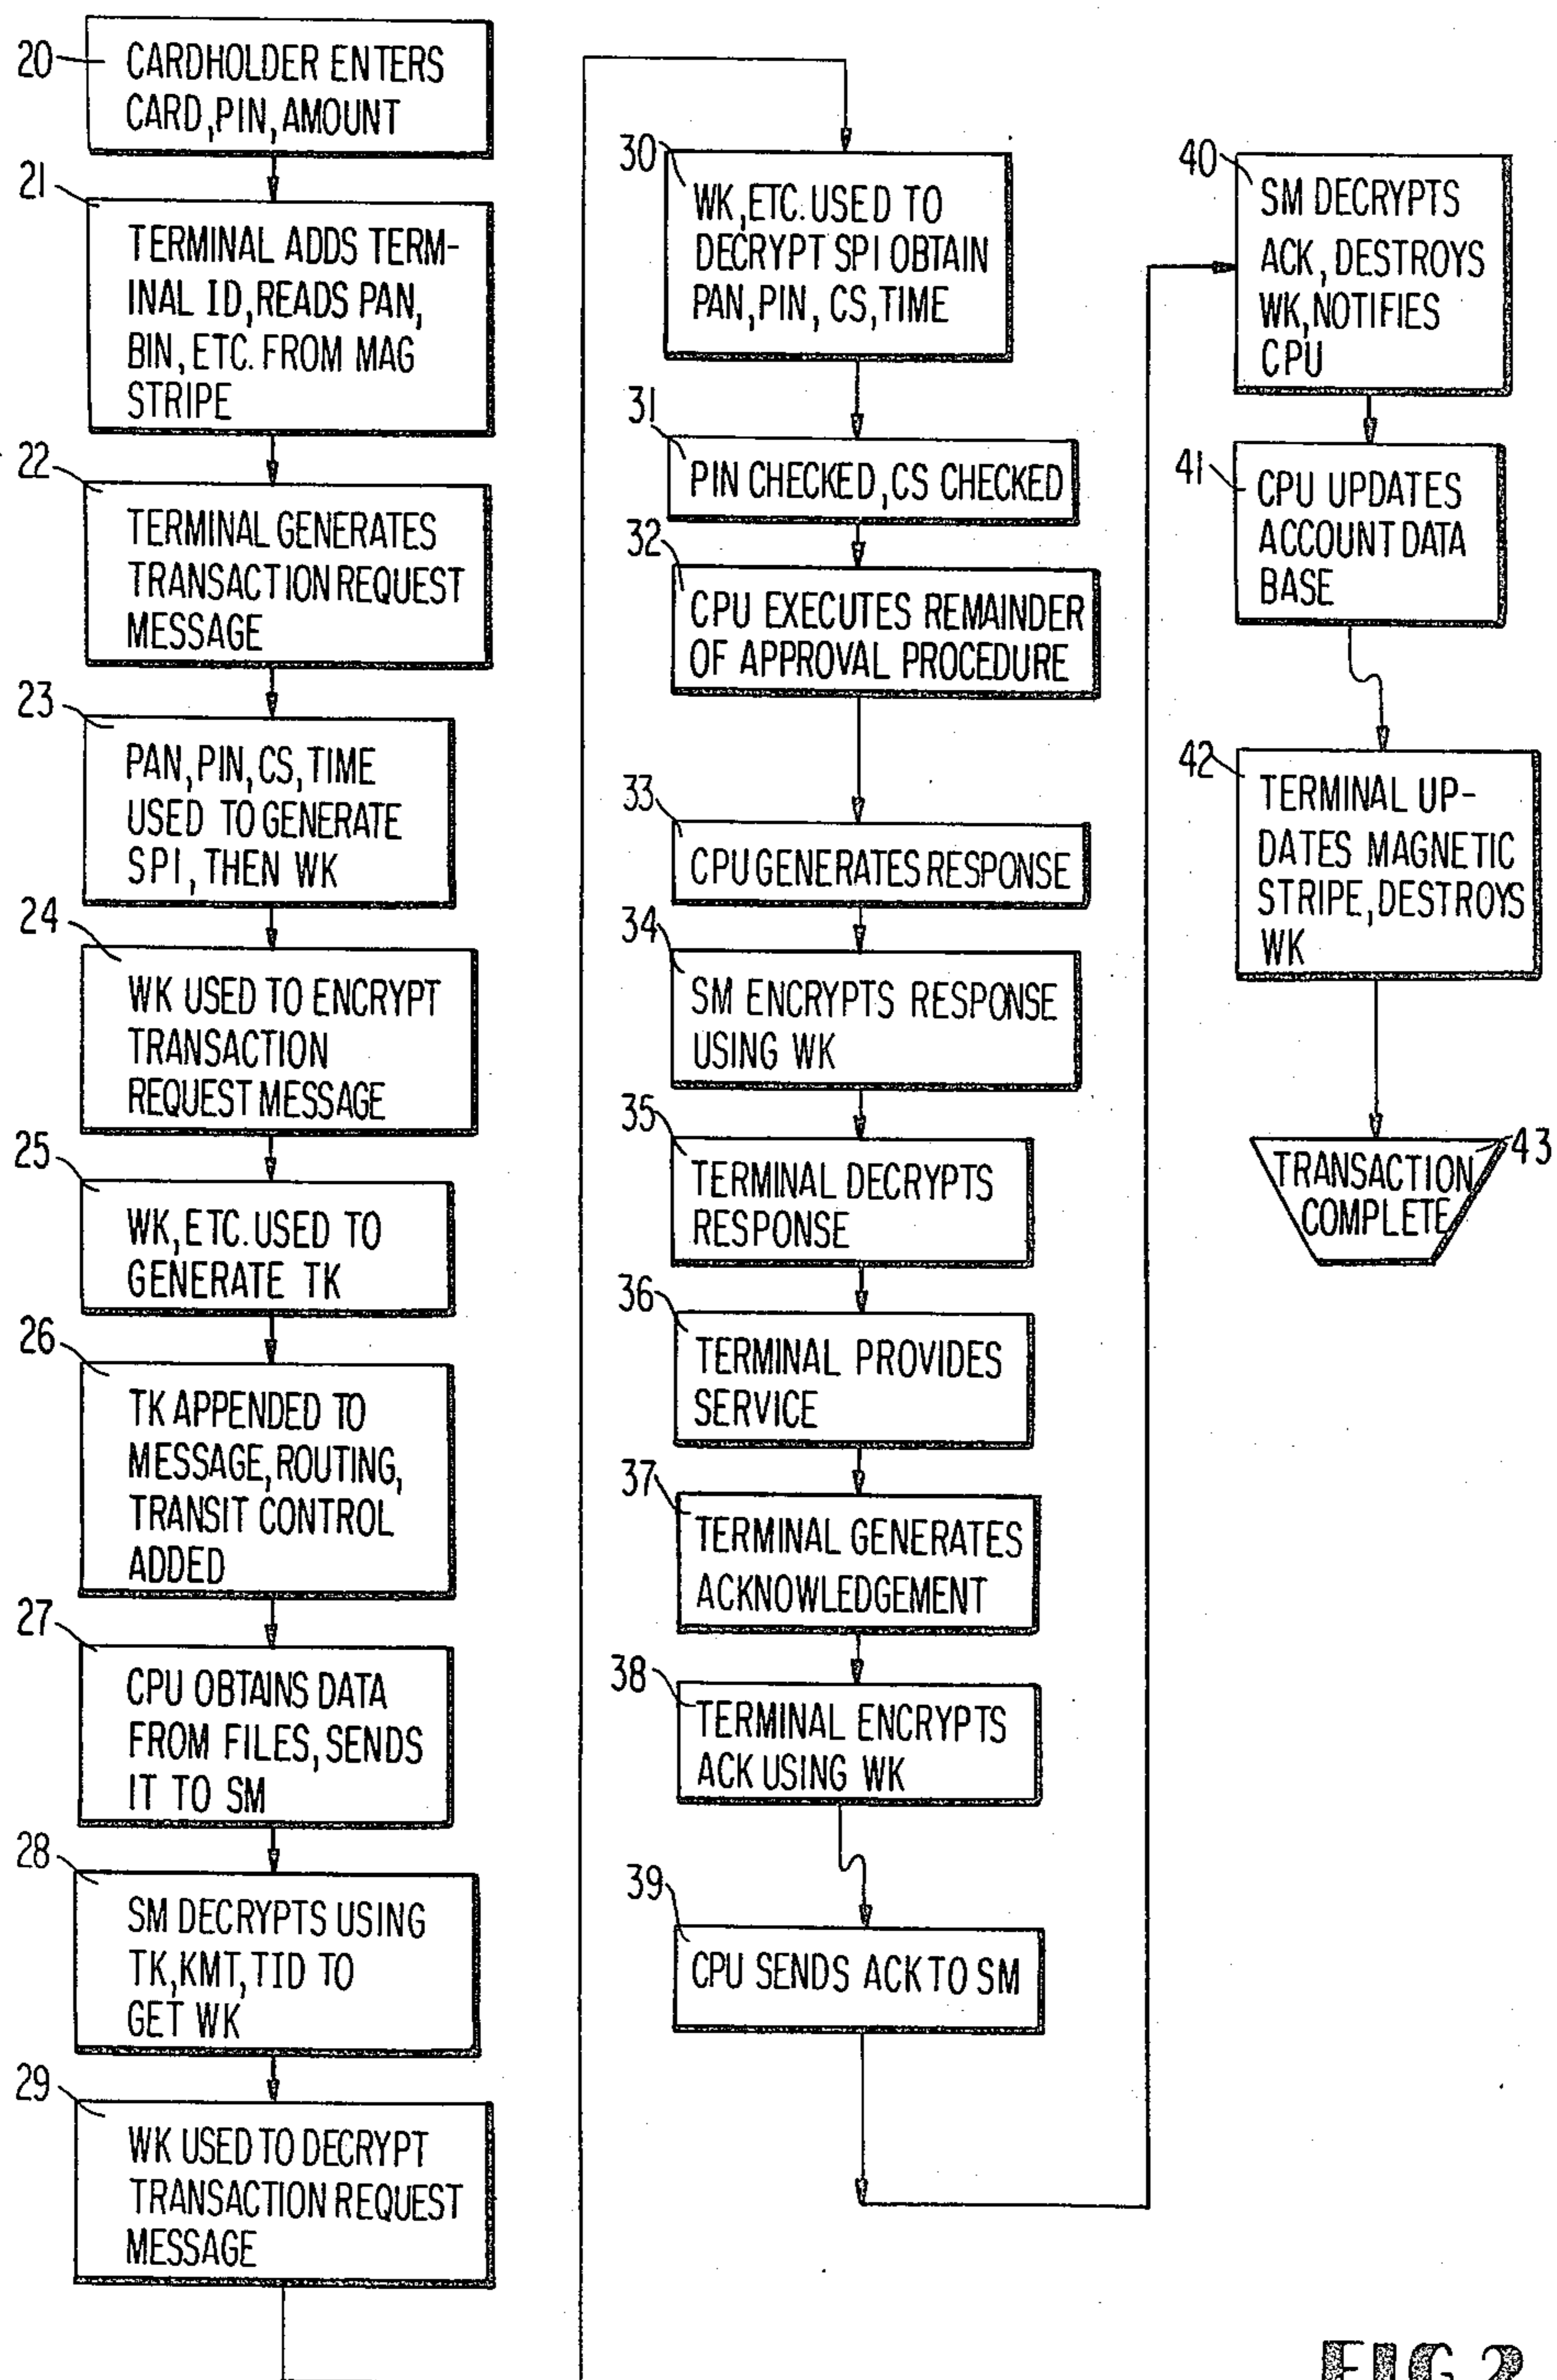 20
CARDHOLDER ENTERS
CARD, PIN, AMOUNT
21
TERMINAL ADDS TERM-
INAL ID, READS PAN,
BIN, ETC. FROM MAG
STRIPE
22
TERMINAL GENERATES
TRANSACTION REQUEST
MESSAGE
23
PAN, PIN, CS, TIME
USED TO GENERATE
SPI, THEN WK
24
WK USED TO ENCRYPT
TRANSACTION
REQUEST MESSAGE
25
WK, ETC. USED TO
GENERATE TK
26
TK APPENDED TO
MESSAGE, ROUTING,
TRANSIT CONTROL
ADDED
27
CPU OBTAINS DATA
FROM FILES, SENDS
IT TO SM
28
SM DECRYPTS USING
TK, KMT, TID TO
GET WK
29
WK USED TO DECRYPT
TRANSACTION REQUEST
MESSAGE
30
WK, ETC. USED TO
DECRYPT SPI OBTAIN
PAN, PIN, CS, TIME
31
PIN CHECKED, CS CHECKED
32
CPU EXECUTES REMAINDER
OF APPROVAL PROCEDURE
33
CPU GENERATES RESPONSE
34
SM ENCRYPTS RESPONSE
USING WK
35
TERMINAL DECRYPTS
RESPONSE
36
TERMINAL PROVIDES
SERVICE
37
TERMINAL GENERATES
ACKNOWLEDGEMENT
38
TERMINAL ENCRYPTS
ACK USING WK
39
CPU SENDS ACK TO SM
40
SM DECRYPTS
ACK, DESTROYS
WK, NOTIFIES
CPU
41
CPU UPDATES
ACCOUNT DATA
BASE
42
TERMINAL UP-
DATES MAGNETIC
STRIPE, DESTROYS
WK
43
TRANSACTION
COMPLETE
FIG 2